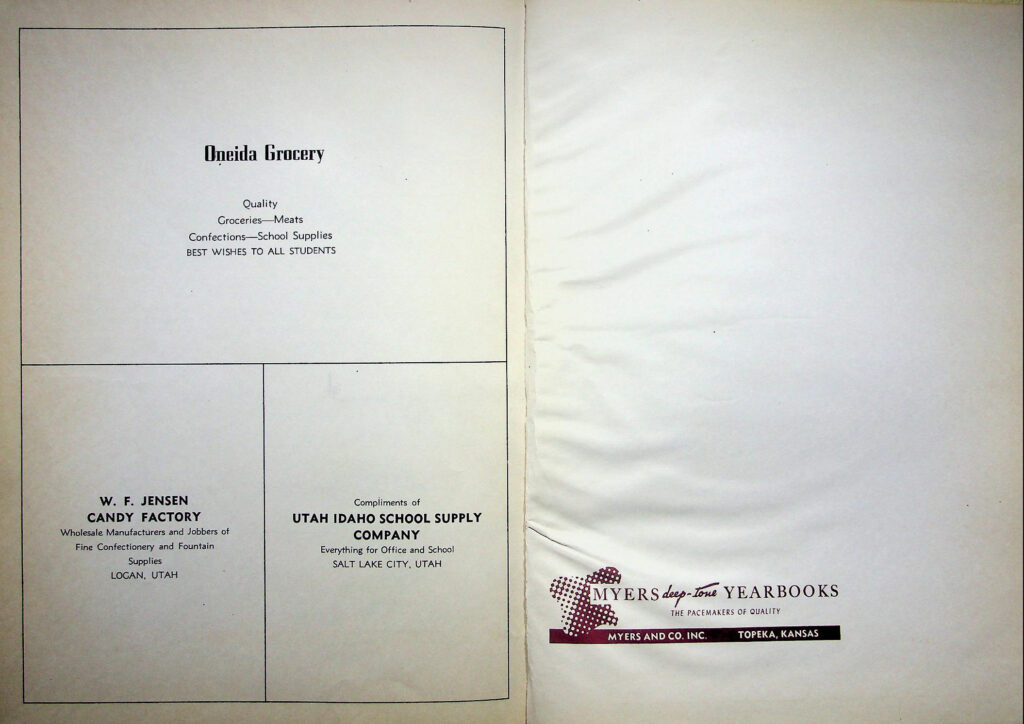 Oneida Grocery
Quality
Groceries—Meats
Confections—School Supplies
BEST WISHES TO ALL STUDENTS
W. F. JENSEN
CANDY FACTORY
Wholesale Manufacturers and Jobbers of
Fine Confectionery and Fountain
Supplies
LOGAN, UTAH
Compliments of
UTAH IDAHO SCHOOL SUPPLY
COMPANY
Everything for Office and School
SALT LAKE CITY, UTAH
MYERS deep-tone YEARBOOKS
THE PACEMAKERS OF QUALITY
MYERS AND CO. INC. TOPEKA, KANSAS